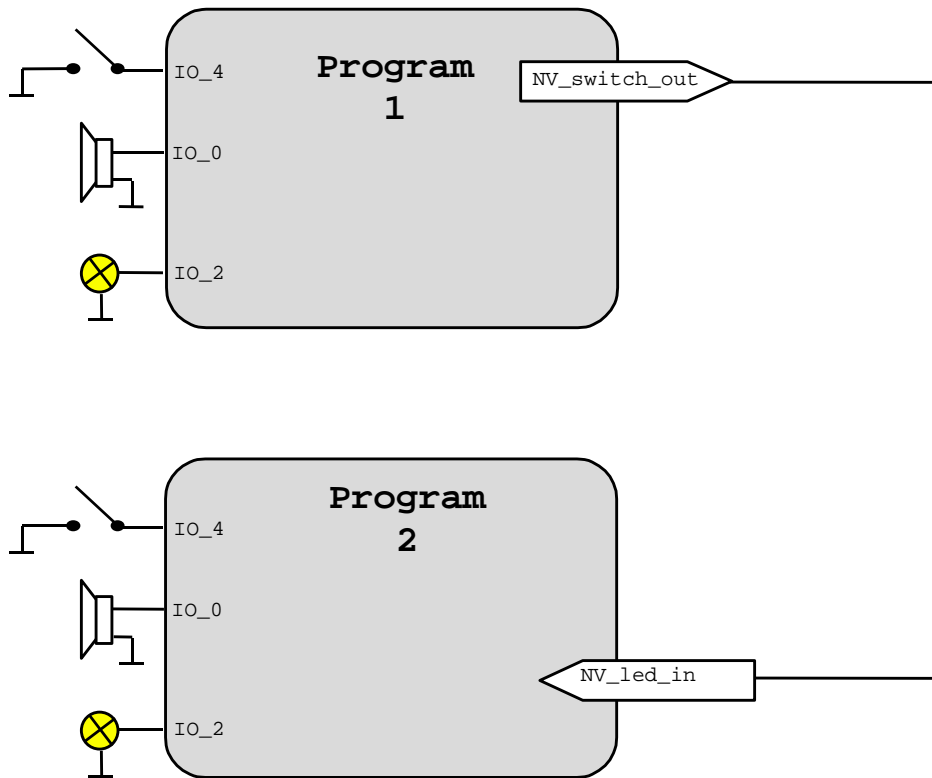 Program
1
IO_4
NV_switch_out
IO_0
IO_2
Program
2
IO_4
IO_0
NV_led_in
IO_2